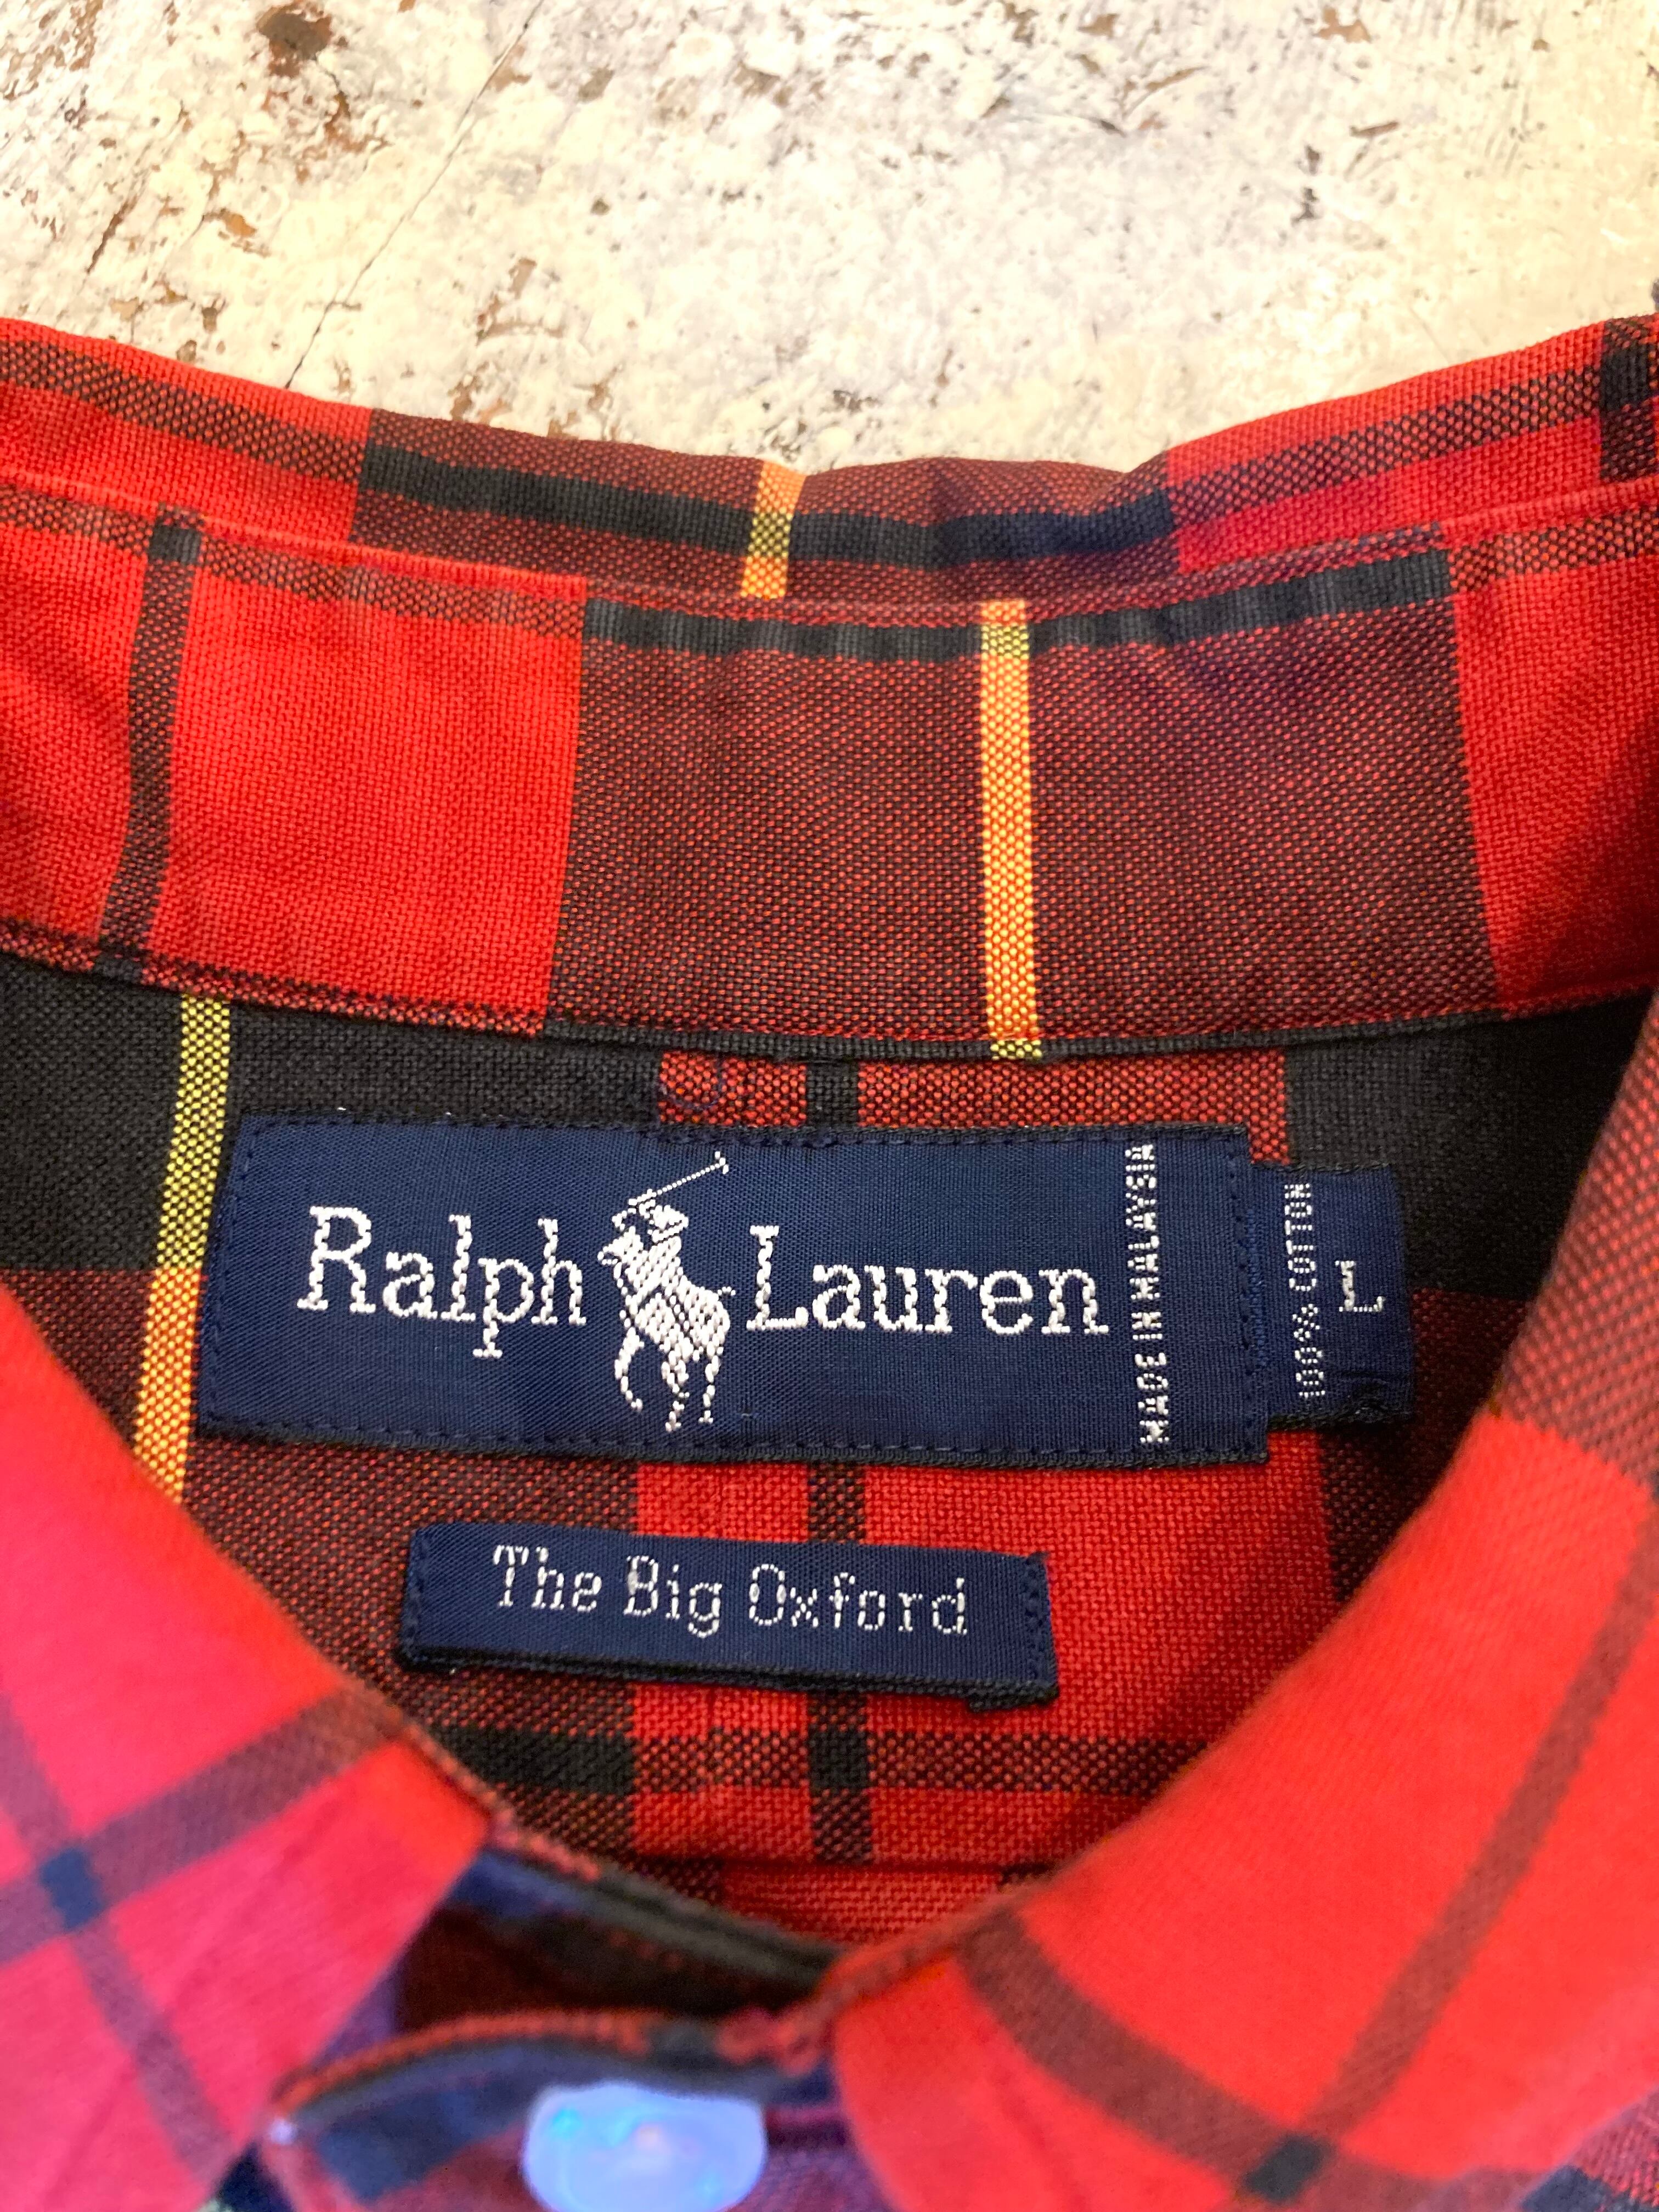 Ralph Lauren
MADE IN MALAYSIA
100% COTTON
L
The Big Oxford